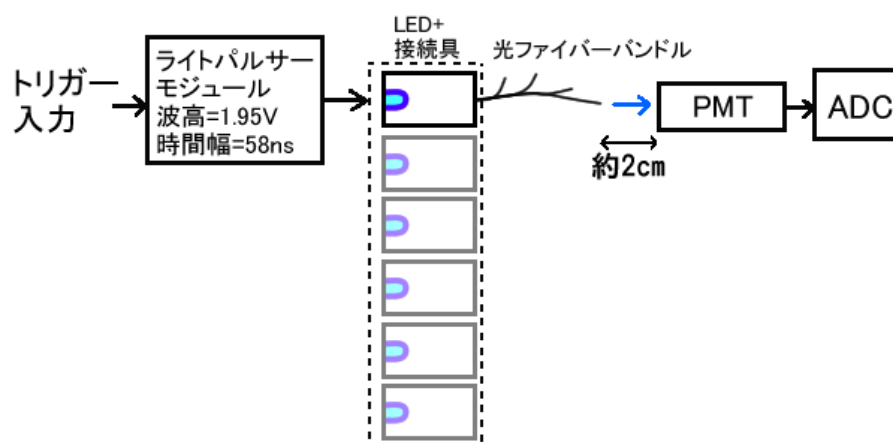 トリガー
入力
ライトパルサー
モジュール
波高=1.95V
時間幅=58ns
LED+
接続具
光ファイバーバンドル
約2cm
PMT
ADC